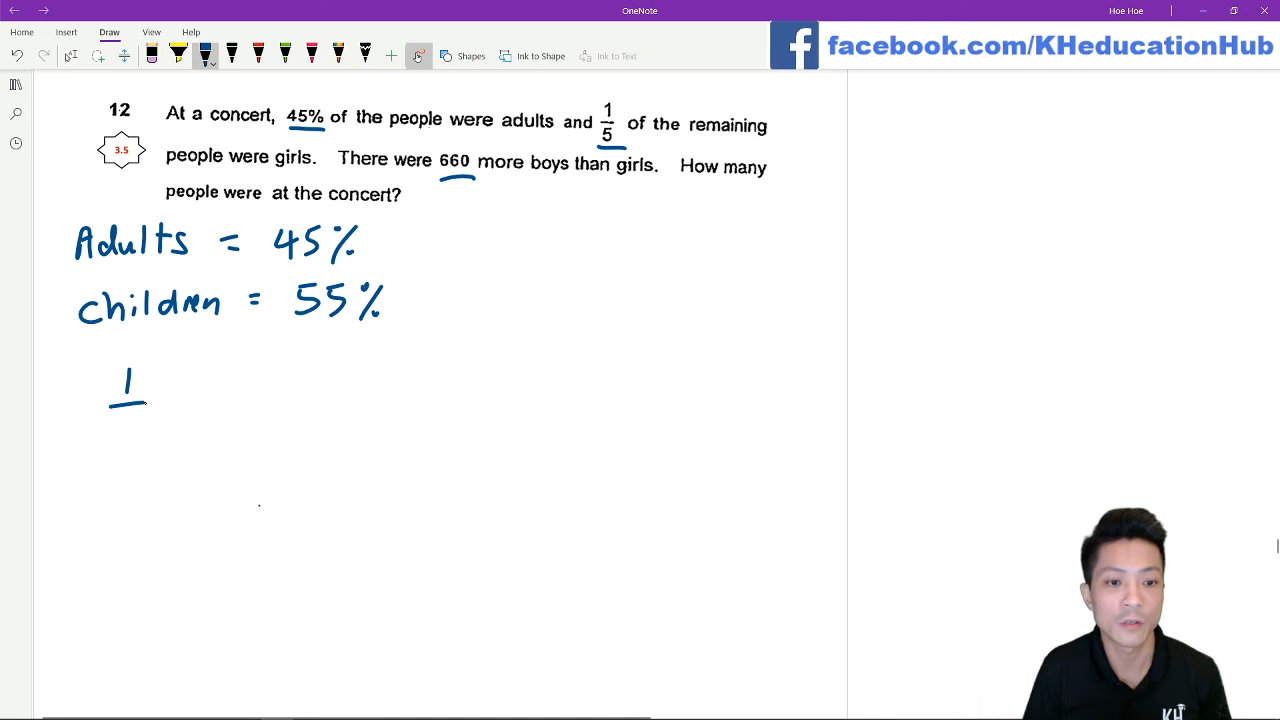 OneNote
Hoe Hoe
Home Insert Draw View Help
Shapes Ink to Shape Ink to Text
facebook.com/KHeducationHub
12 At a concert, 45% of the people were adults and 1/5 of the remaining
3.5
people were girls. There were 660 more boys than girls. How many
people were at the concert?
Adults = 45%
children = 55%
1
KH